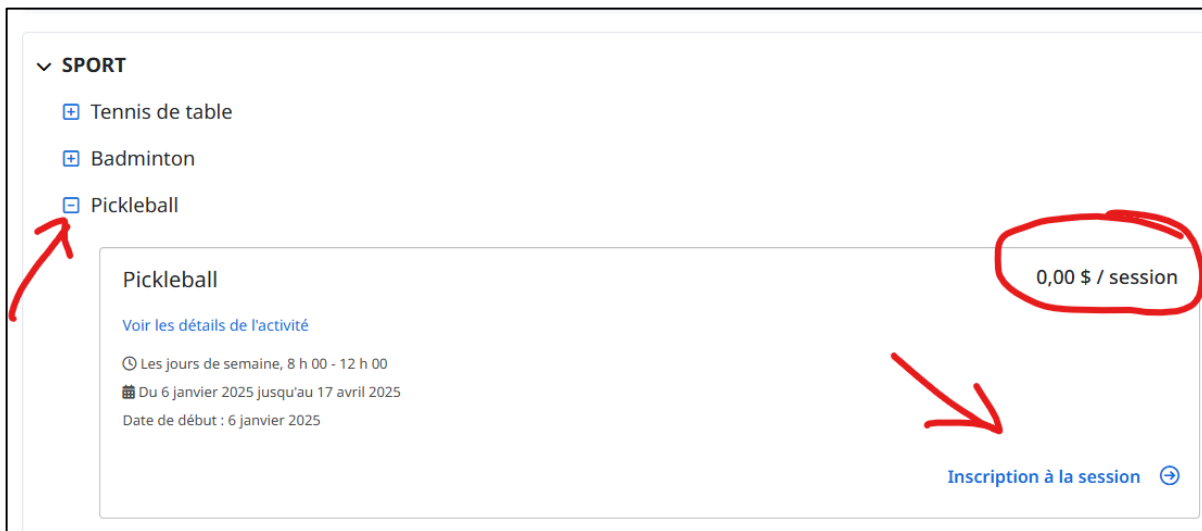 SPORT
Tennis de table
Badminton
Pickleball
Pickleball
0,00 $ / session
Voir les détails de l'activité
Les jours de semaine, 8 h 00 - 12 h 00
Du 6 janvier 2025 jusqu'au 17 avril 2025
Date de début : 6 janvier 2025
Inscription à la session